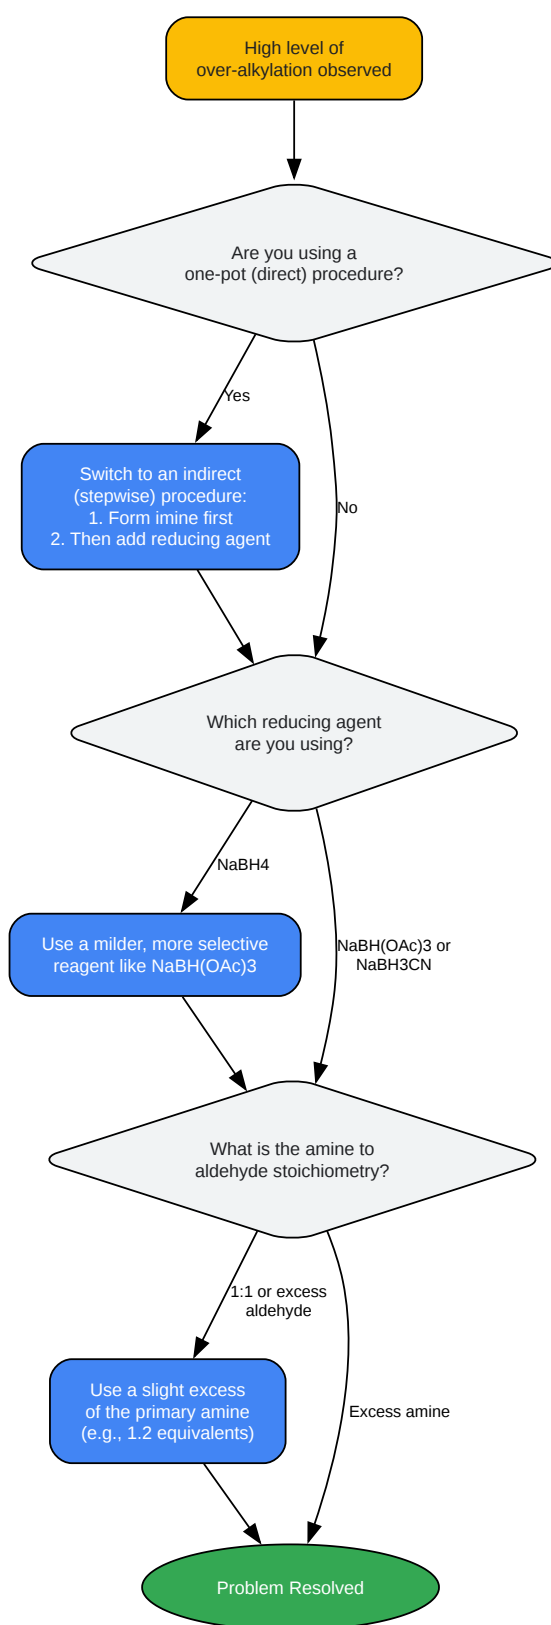 High level of
over-alkylation observed
Are you using a
one-pot (direct) procedure?
Yes
Switch to an indirect
(stepwise) procedure:
1. Form imine first
2. Then add reducing agent
No
Which reducing agent
are you using?
NaBH4
Use a milder, more selective
reagent like NaBH(OAc)3
NaBH(OAc)3 or
NaBH3CN
What is the amine to
aldehyde stoichiometry?
1:1 or excess
aldehyde
Use a slight excess
of the primary amine
(e.g., 1.2 equivalents)
Excess amine
Problem Resolved